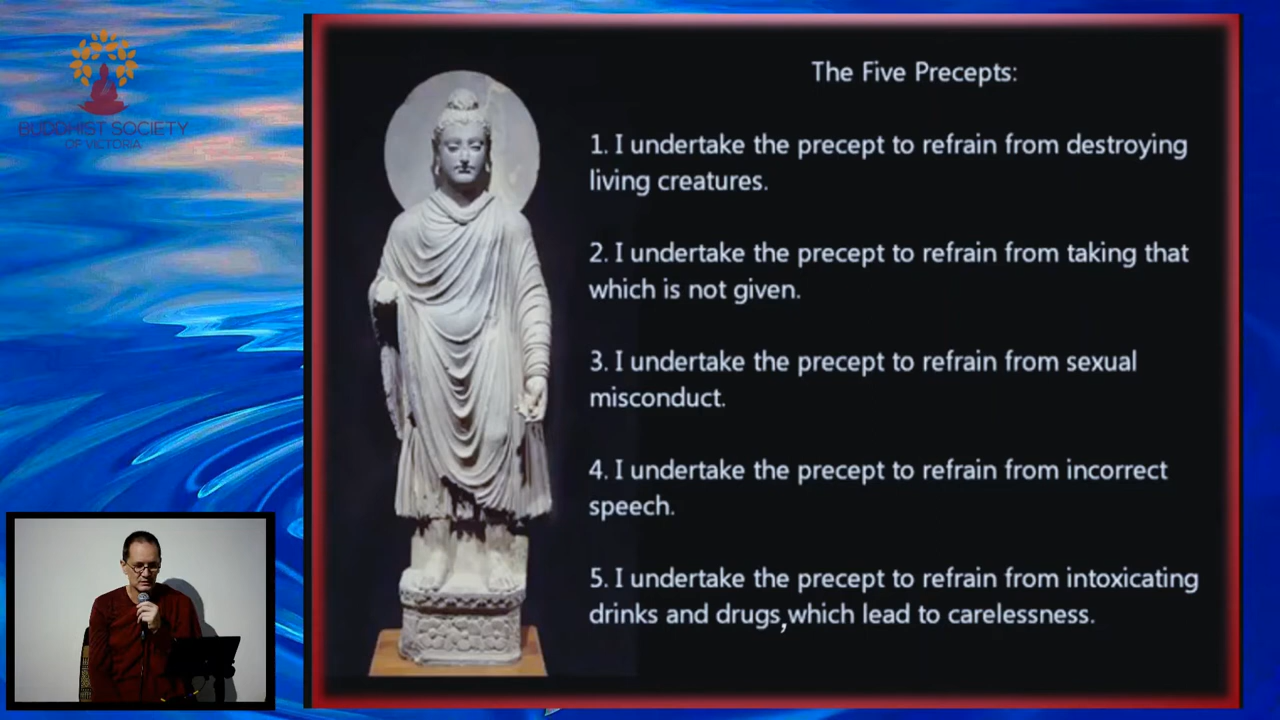 BUDDHIST SOCIETY
OF VICTORIA
The Five Precepts:
1. I undertake the precept to refrain from destroying
living creatures.
2. I undertake the precept to refrain from taking that
which is not given.
3. I undertake the precept to refrain from sexual
misconduct.
4. I undertake the precept to refrain from incorrect
speech.
5. I undertake the precept to refrain from intoxicating
drinks and drugs,which lead to carelessness.